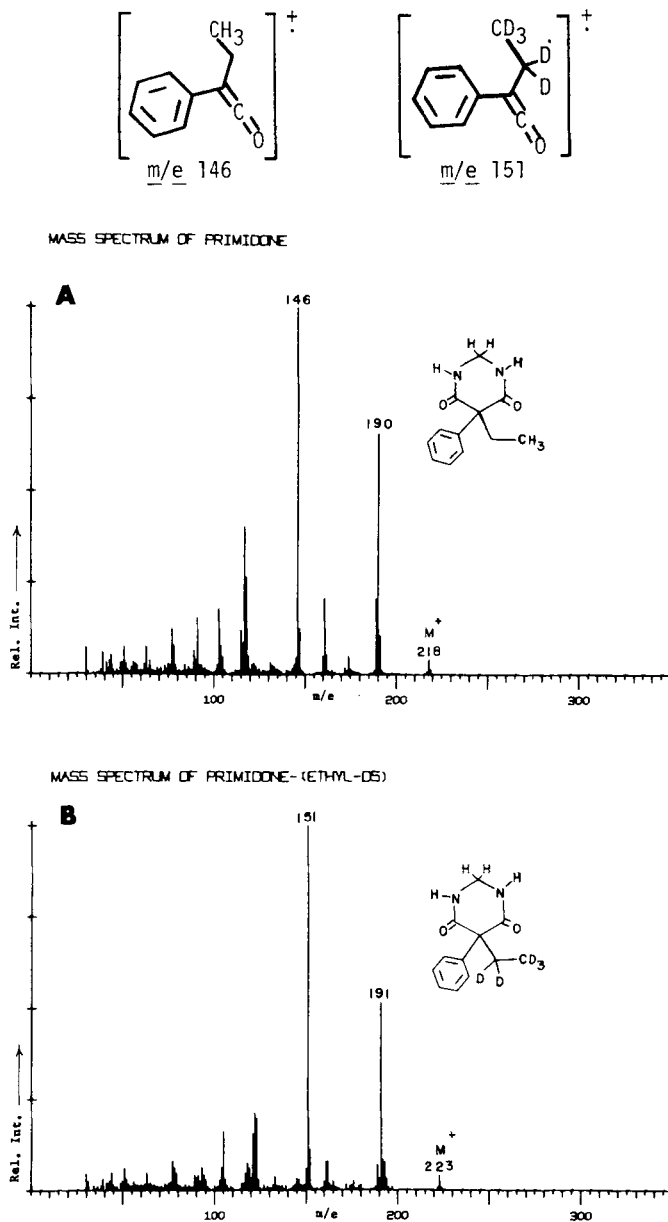 CH3
C
O
+
.
m/e 146
CD3
D
D
C
O
+
.
m/e 151
MASS SPECTRUM OF PRIMIDONE
A
146
190
M+
218
H H
H N N H
O O
CH3
Rel. Int.
100 200 300
m/e
MASS SPECTRUM OF PRIMIDONE-(ETHYL-D5)
B
151
191
M+
223
H H
H N N H
O O
CD3
D D
Rel. Int.
100 200 300
m/e